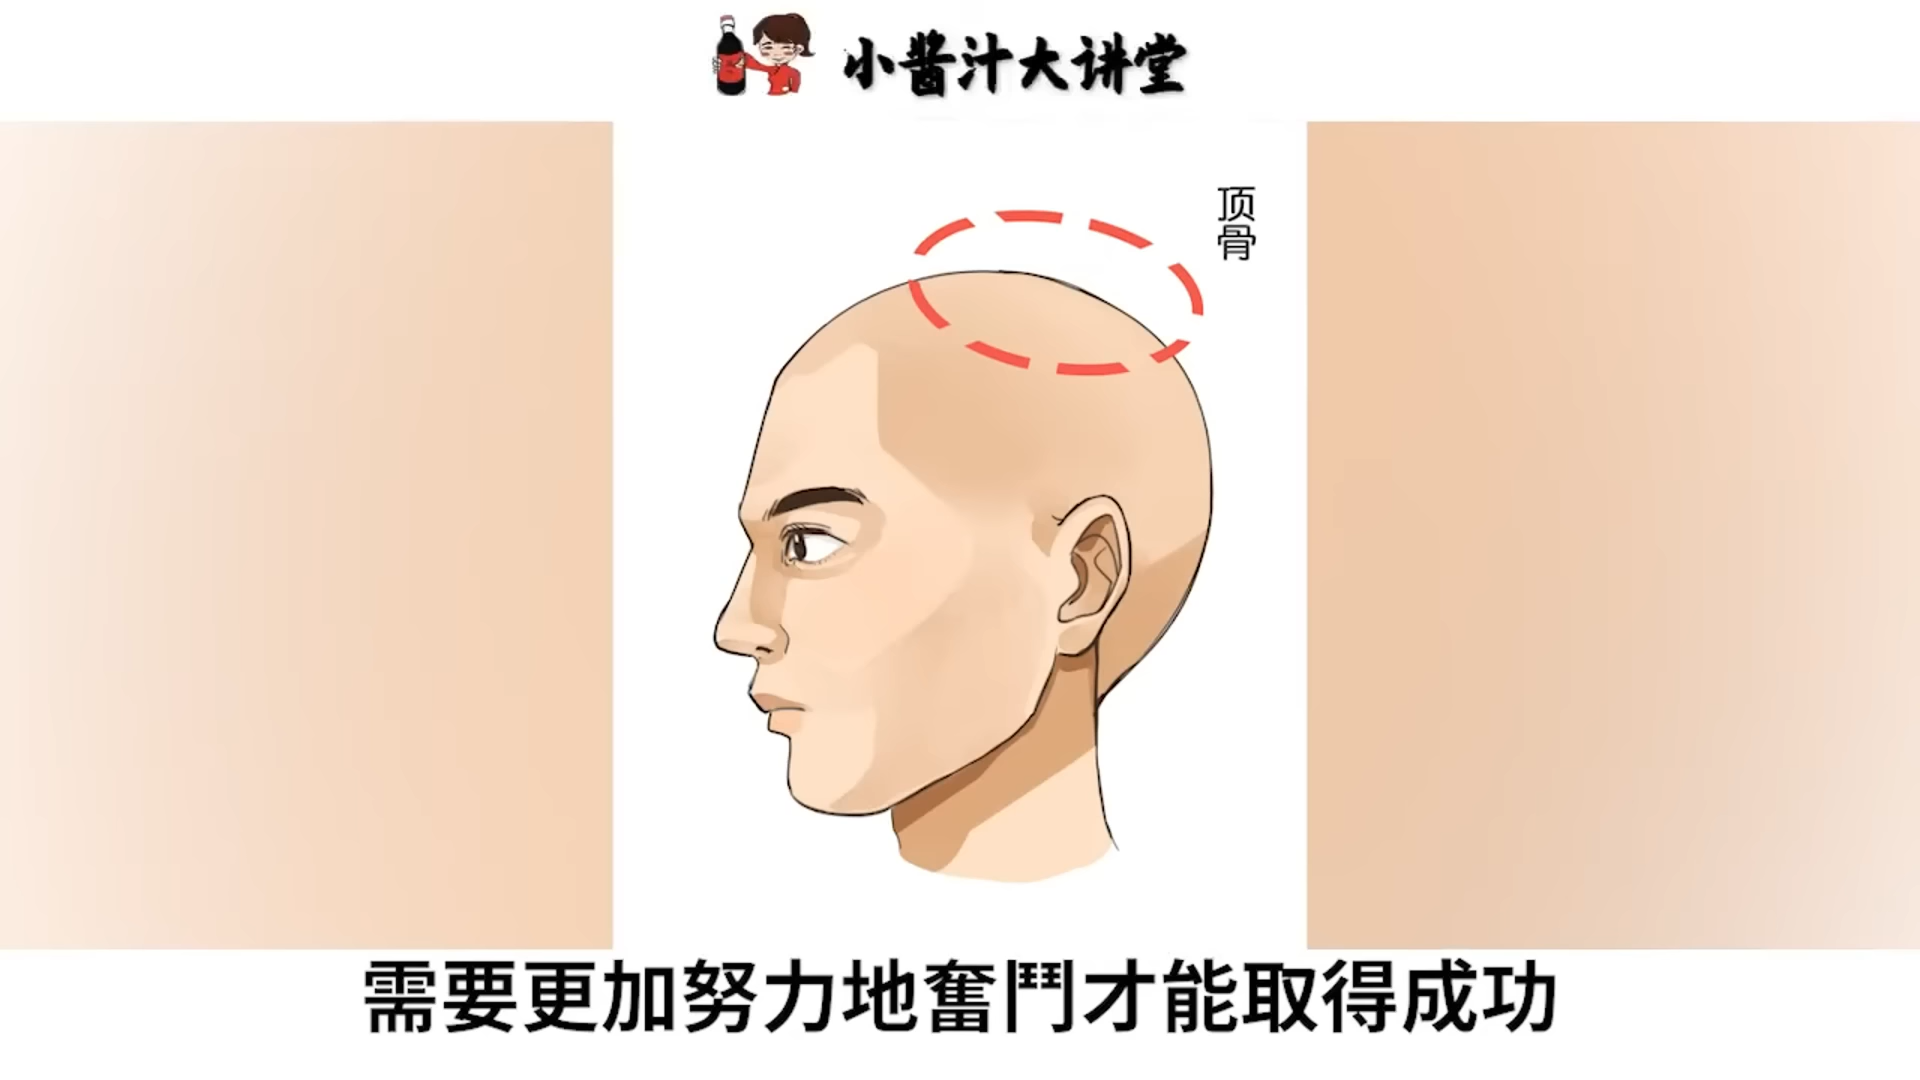 小酱汁大讲堂
顶骨
需要更加努力地奮鬥才能取得成功